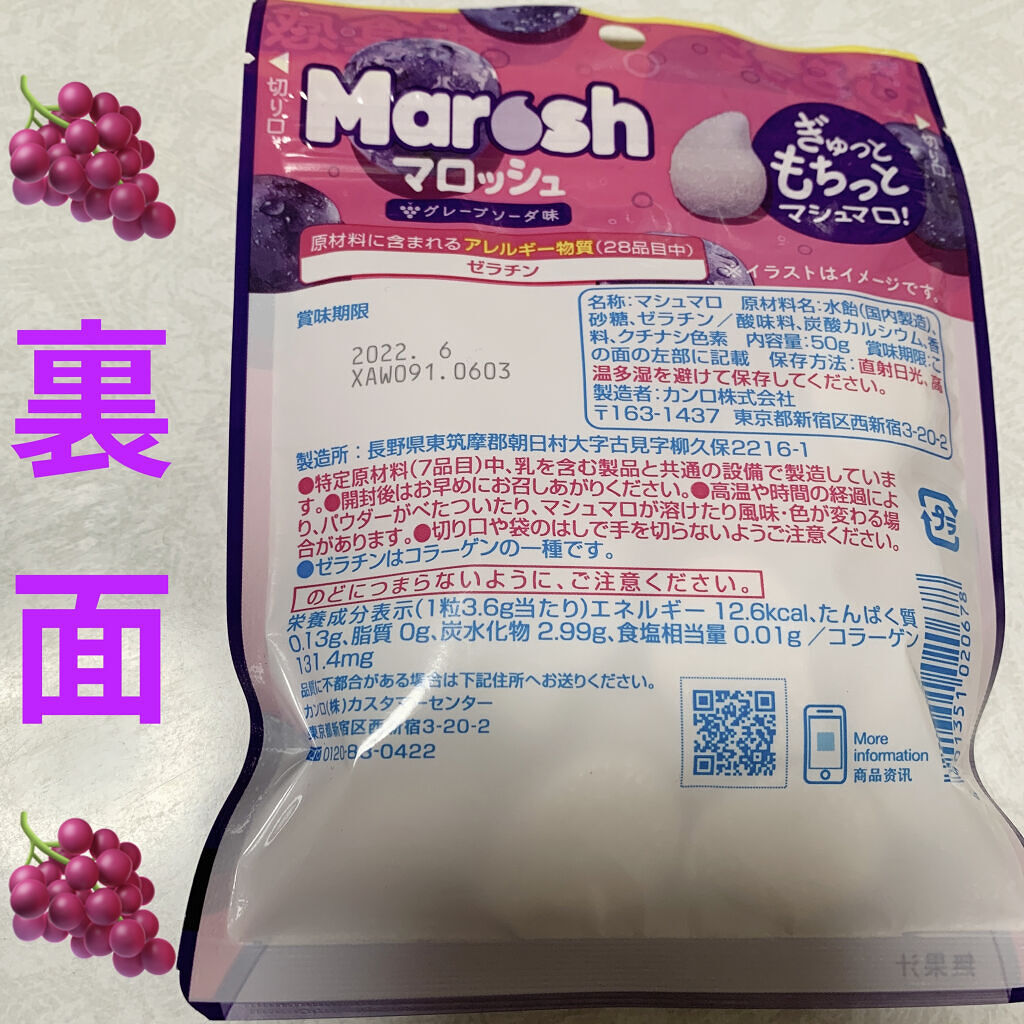 切り口
Marosh
マロッシュ
グレープソーダ味
ぎゅっと
もちっと
マシュマロ!
原材料に含まれるアレルギー物質(28品目中)
ゼラチン
※イラストはイメージです。
賞味期限
2022. 6
XAW091.0603
名称:マシュマロ 原材料名:水飴(国内製造)、
砂糖、ゼラチン/酸味料、炭酸カルシウム、香
料、クチナシ色素 内容量:50g 賞味期限:こ
の面の左部に記載 保存方法:直射日光、高
温多湿を避けて保存してください。
製造者:カンロ株式会社
〒163-1437 東京都新宿区西新宿3-20-2
製造所:長野県東筑摩郡朝日村大字古見字柳久保2216-1
●特定原材料(7品目)中、乳を含む製品と共通の設備で製造していま
す。●開封後はお早めにお召しあがりください。●高温や時間の経過によ
り、パウダーがべたついたり、マシュマロが溶けたり風味・色が変わる場
合があります。●切り口や袋のはしで手を切らないようご注意ください。
●ゼラチンはコラーゲンの一種です。
のどにつまらないように、ご注意ください。
栄養成分表示(1粒3.6g当たり)エネルギー 12.6kcal、たんぱく質
0.13g、脂質 0g、炭水化物 2.99g、食塩相当量 0.01g/コラーゲン
131.4mg
品質に不都合がある場合は下記住所へお送りください。
カンロ(株)カスタマーセンター
東京都新宿区西新宿3-20-2
0120-88-0422
More
information
商品资讯
プラ
無果汁
裏
面